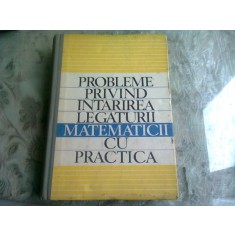 PROBLEME
PRIVIND
INTARIREA
LEGATURII
MATEMATICII
CU
PRACTICA